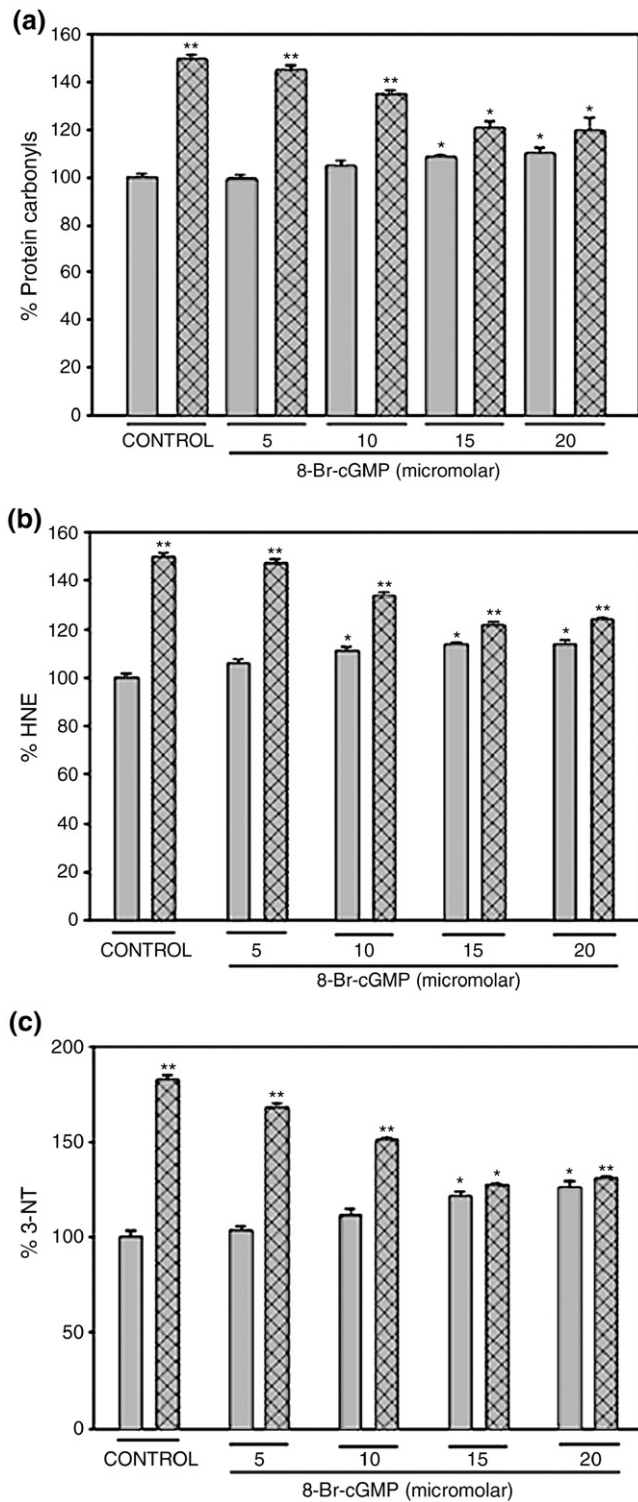 (a)
% Protein carbonyls
160
140
120
100
80
60
40
20
0
** ** ** * * * *
CONTROL 5 10 15 20
8-Br-cGMP (micromolar)
(b)
% HNE
160
140
120
100
80
60
40
20
0
** ** * ** * ** * **
CONTROL 5 10 15 20
8-Br-cGMP (micromolar)
(c)
% 3-NT
200
150
100
50
0
** ** ** * * * **
CONTROL 5 10 15 20
8-Br-cGMP (micromolar)